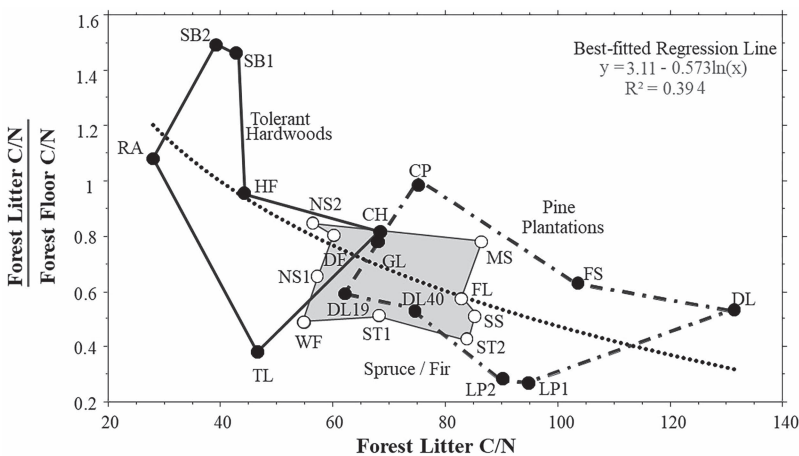 1.6
1.4
1.2
1
0.8
0.6
0.4
0.2
Forest Litter C/N
Forest Floor C/N
Best-fitted Regression Line
y = 3.11 - 0.573ln(x)
R² = 0.394
SB2
SB1
Tolerant
Hardwoods
RA
HF
CP
NS2
CH
Pine
Plantations
DF
GL
MS
NS1
FS
FL
DL
DL19
DL40
SS
WF
ST1
ST2
TL
Spruce / Fir
LP2
LP1
20
40
60
80
100
120
140
Forest Litter C/N